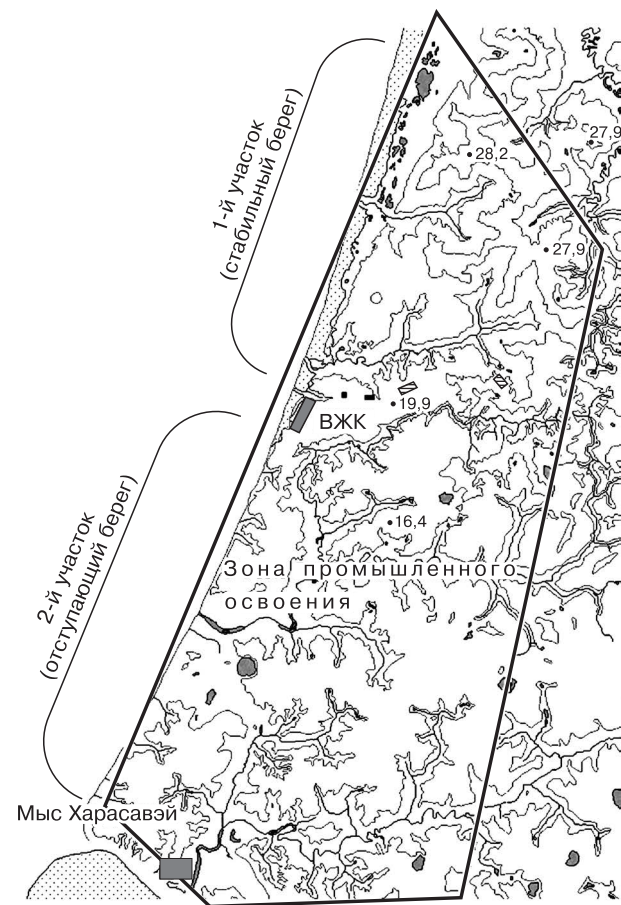 1-й участок
(стабильный берег)
27,9
28,2
27,9
19,9
ВЖК
16,4
2-й участок
(отступающий берег)
Зона промышленного
освоения
Мыс Харасавэй